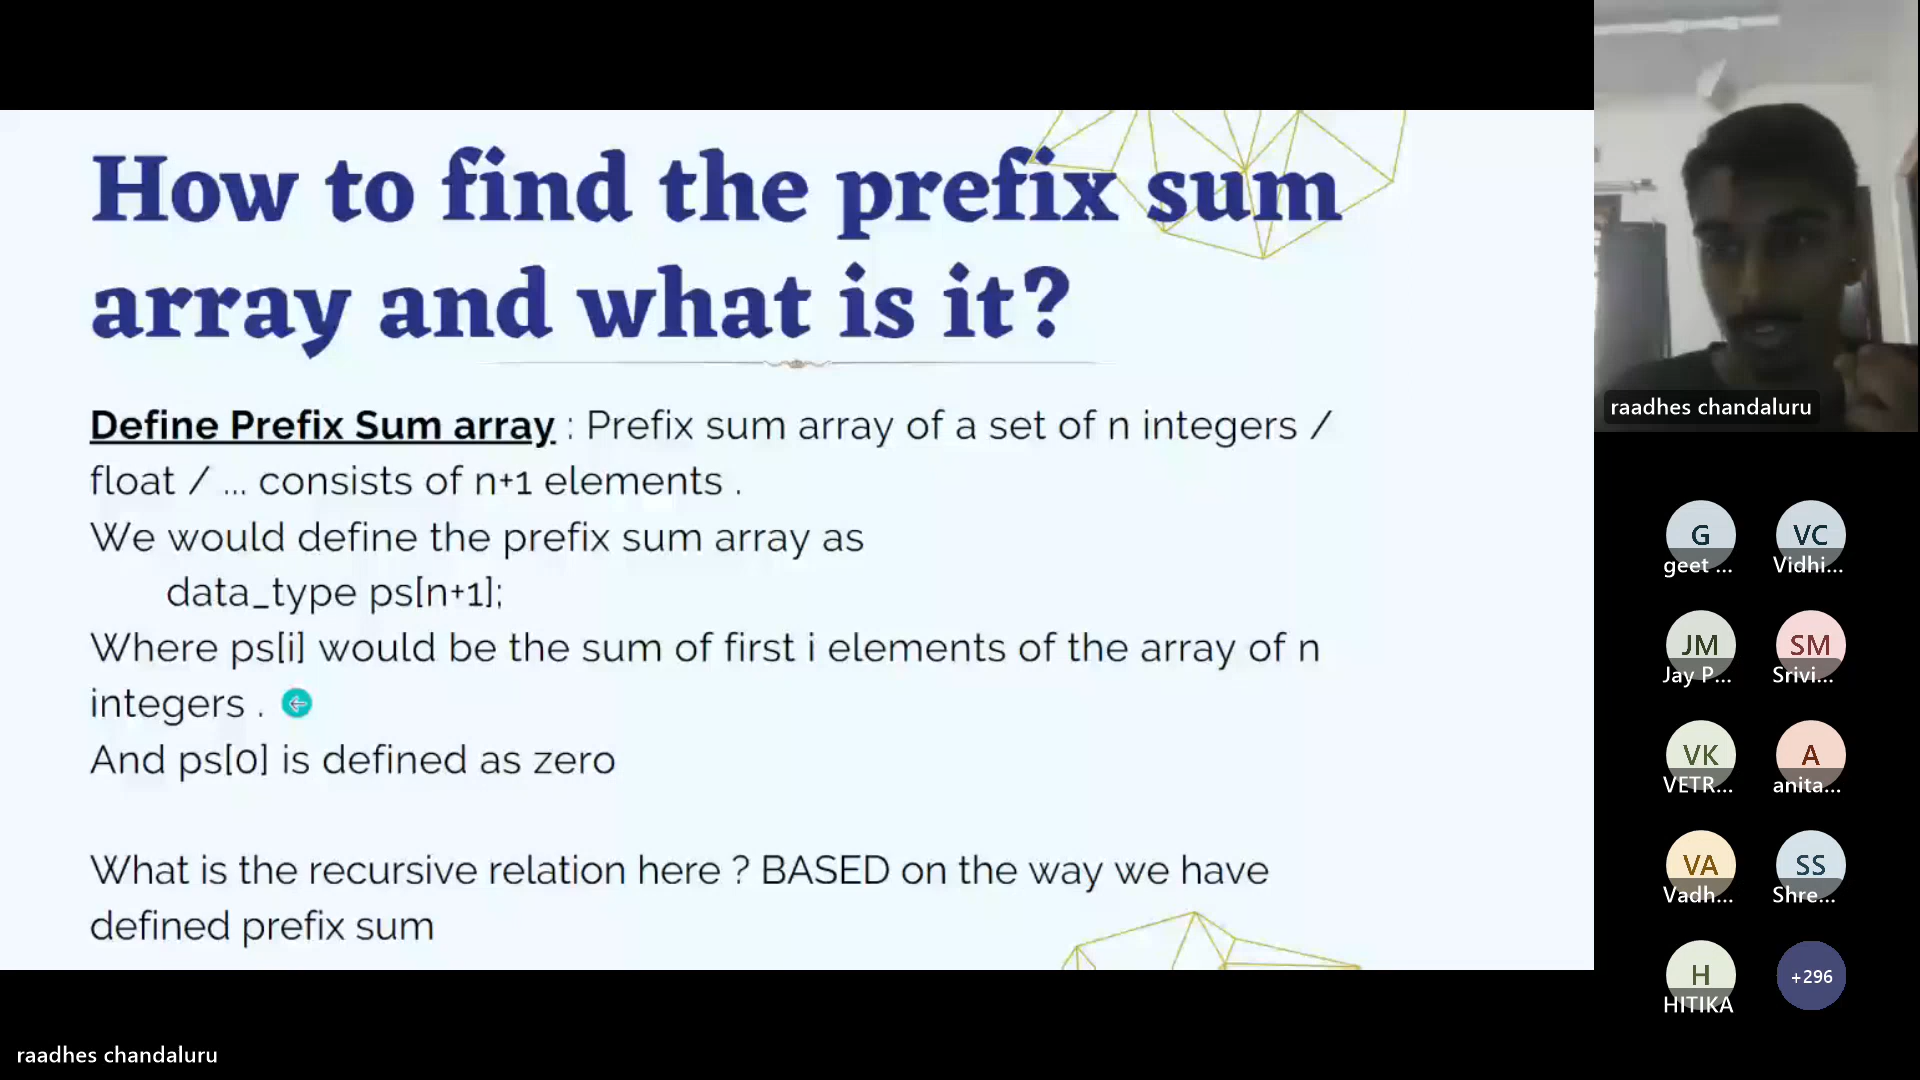 How to find the prefix sum
array and what is it?
Define Prefix Sum array : Prefix sum array of a set of n integers /
float / ... consists of n+1 elements .
We would define the prefix sum array as
data_type ps[n+1];
Where ps[i] would be the sum of first i elements of the array of n
integers .
And ps[0] is defined as zero
What is the recursive relation here ? BASED on the way we have
defined prefix sum
raadhes chandaluru
G
geet ...
VC
Vidhi...
JM
Jay P...
SM
Srivi...
VK
VETR...
A
anita...
VA
Vadh...
SS
Shre...
H
HITIKA
+296
raadhes chandaluru